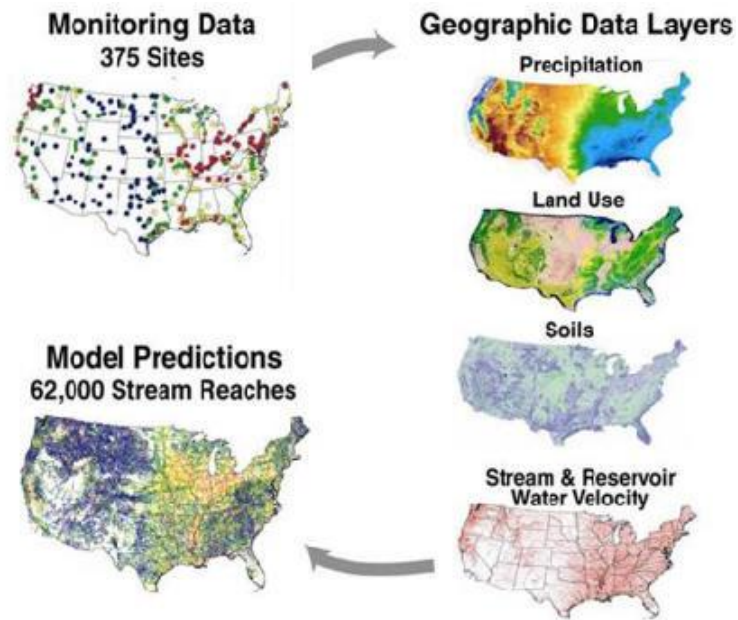 Monitoring Data
375 Sites
Geographic Data Layers
Precipitation
Land Use
Soils
Stream & Reservoir
Water Velocity
Model Predictions
62,000 Stream Reaches